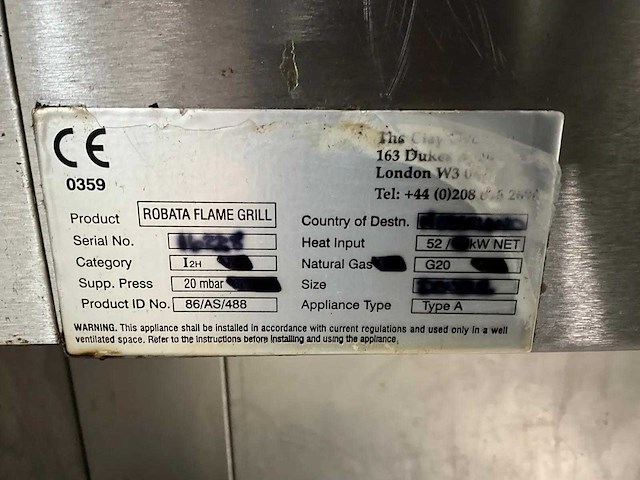 CE
0359
The Clay
163
London W3
Tel: +44 (0)208
Product ROBATA FLAME GRILL
Country of Destn.
Serial No.
Heat Input 52 / kW NET
Category I2H
Natural Gas G20
Supp. Press 20 mbar
Size
Product ID No. 86/AS/488
Appliance Type Type A
WARNING. This appliance shall be installed in accordance with current regulations and used only in a well
ventilated space. Refer to the instructions before installing and using the appliance.